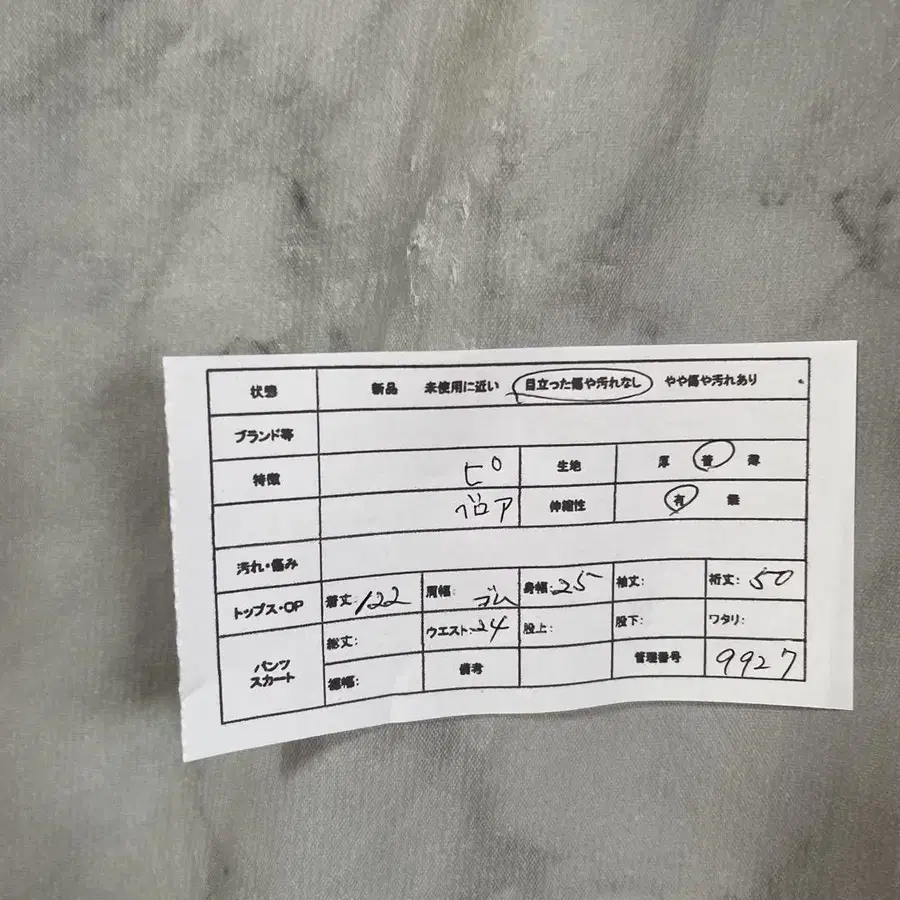 状態 新品 未使用に近い 目立った傷や汚れなし やや傷や汚れあり
ブランド等
特徴 ピ 生地 厚 普 薄
ベロア 伸縮性 有 無
汚れ・傷み
トップス・OP 着丈:122 肩幅: ゴム 身幅:25 袖丈: 裄丈:50
パンツ スカート 総丈: ウエスト:24 股上: 股下: ワタリ:
裾幅: 備考 管理番号 9927